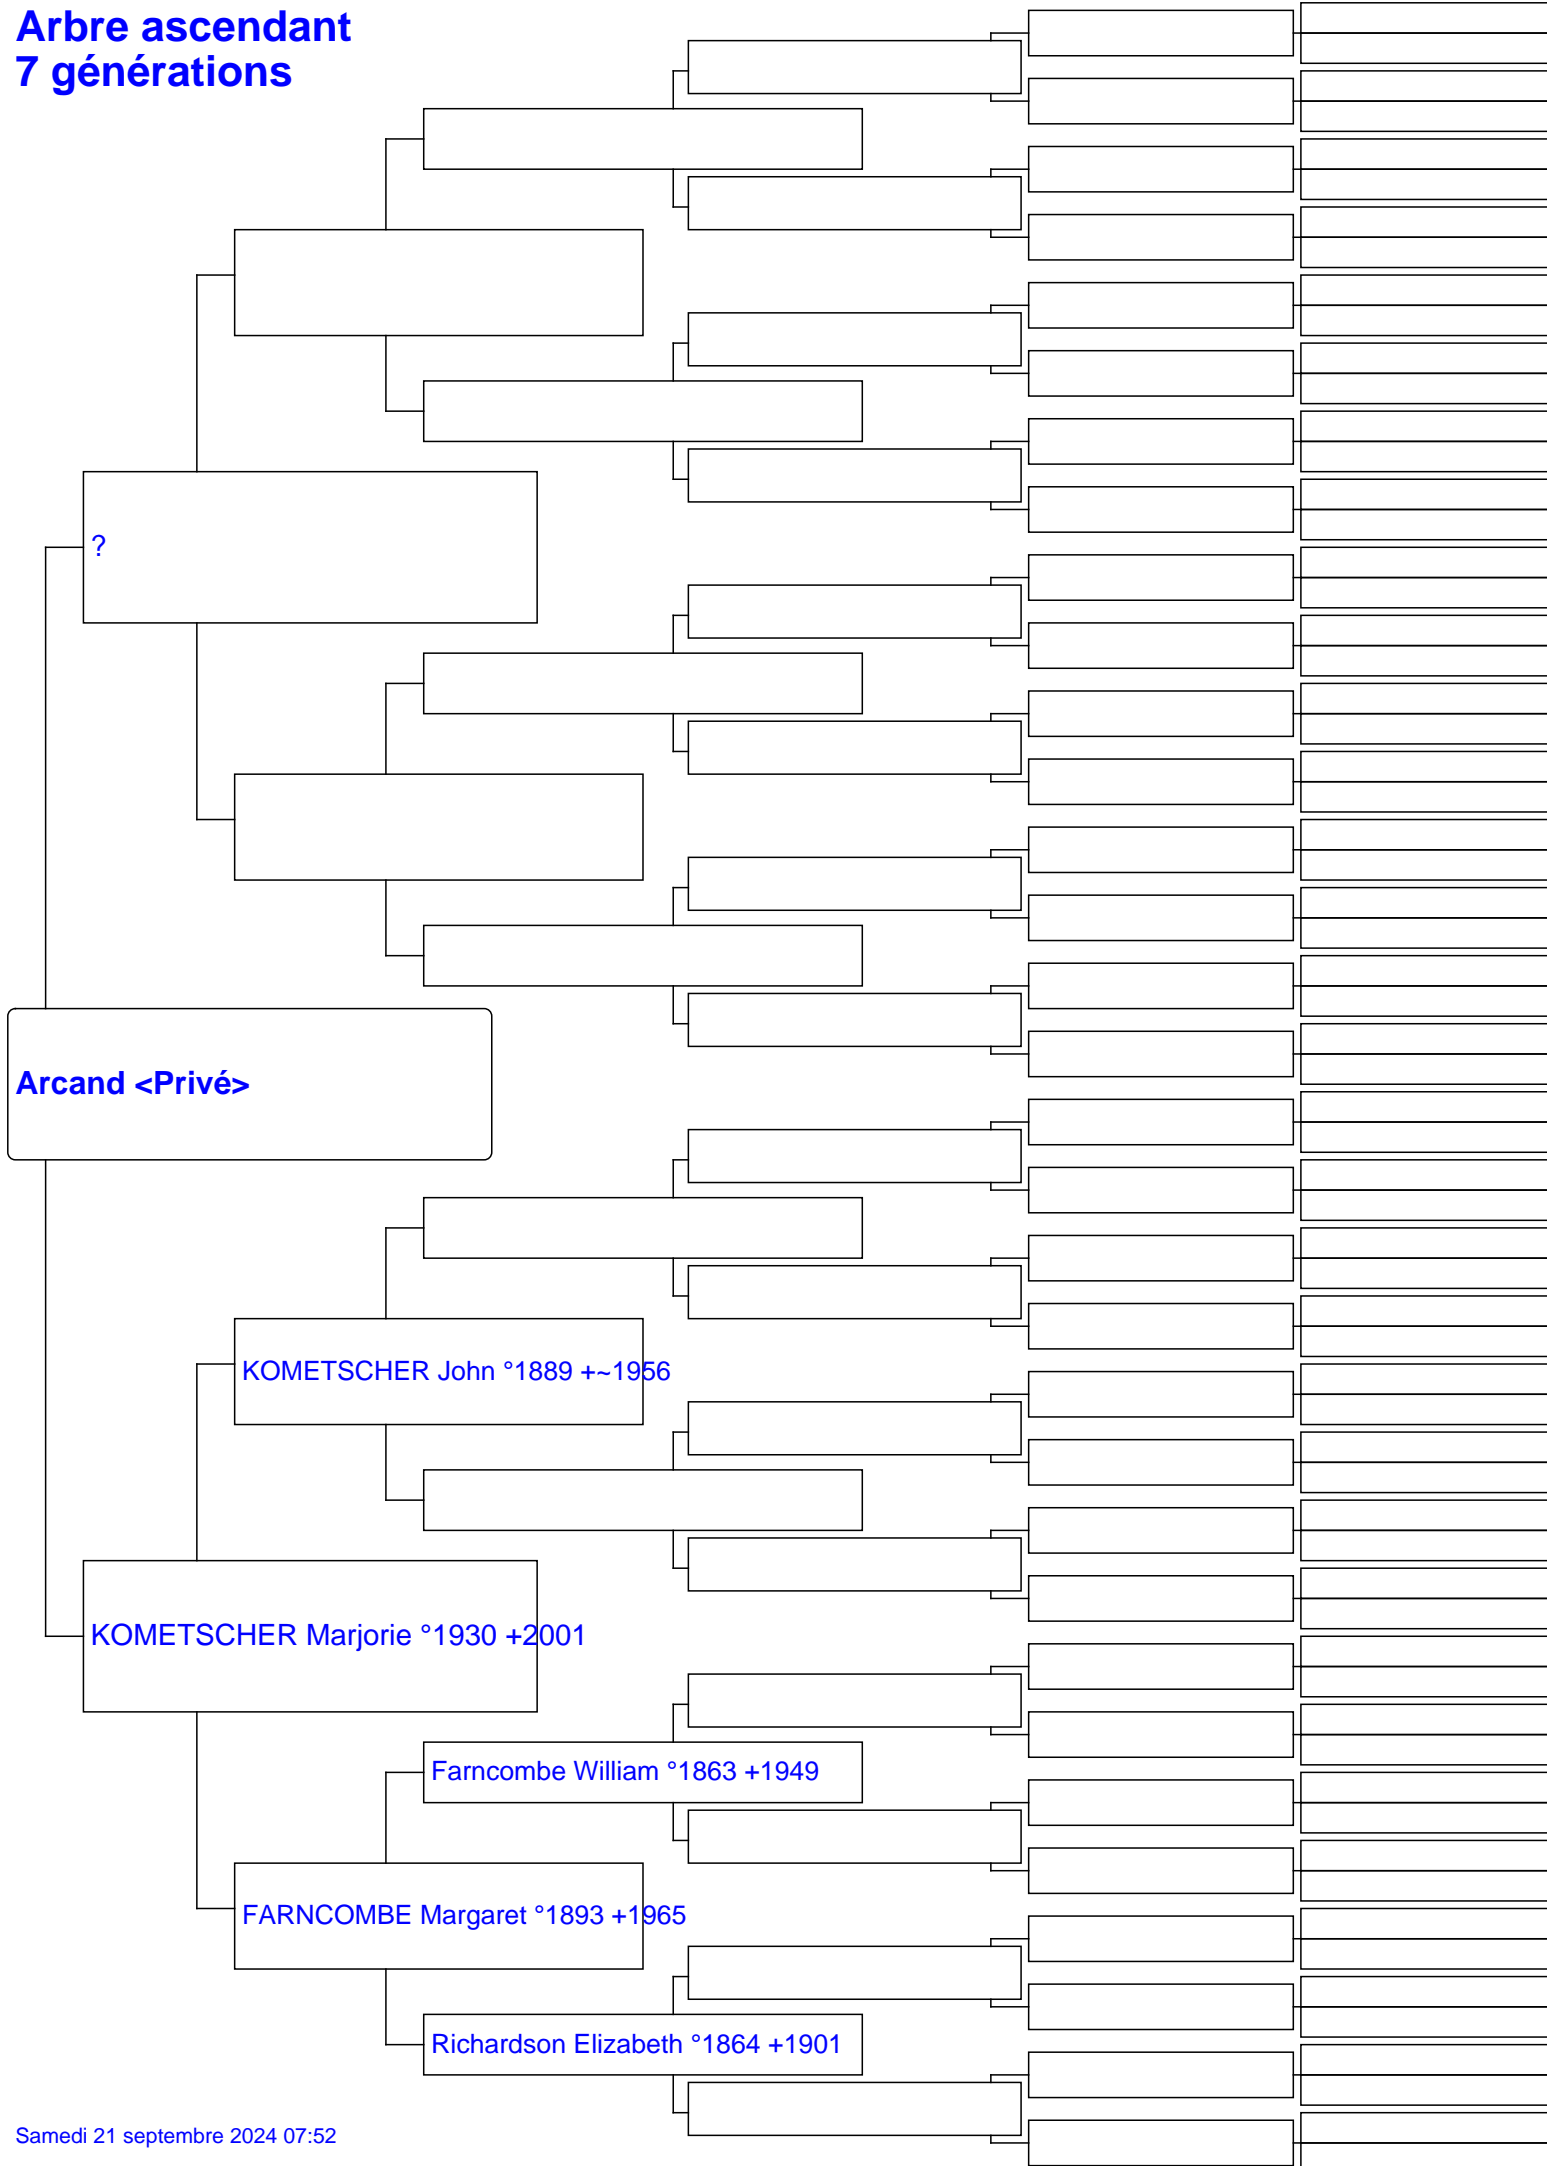 Arbre ascendant
7 générations
?
Arcand <Privé>
KOMETSCHER John °1889 +~1956
KOMETSCHER Marjorie °1930 +2001
Farncombe William °1863 +1949
FARNCOMBE Margaret °1893 +1965
Richardson Elizabeth °1864 +1901
Samedi 21 septembre 2024 07:52